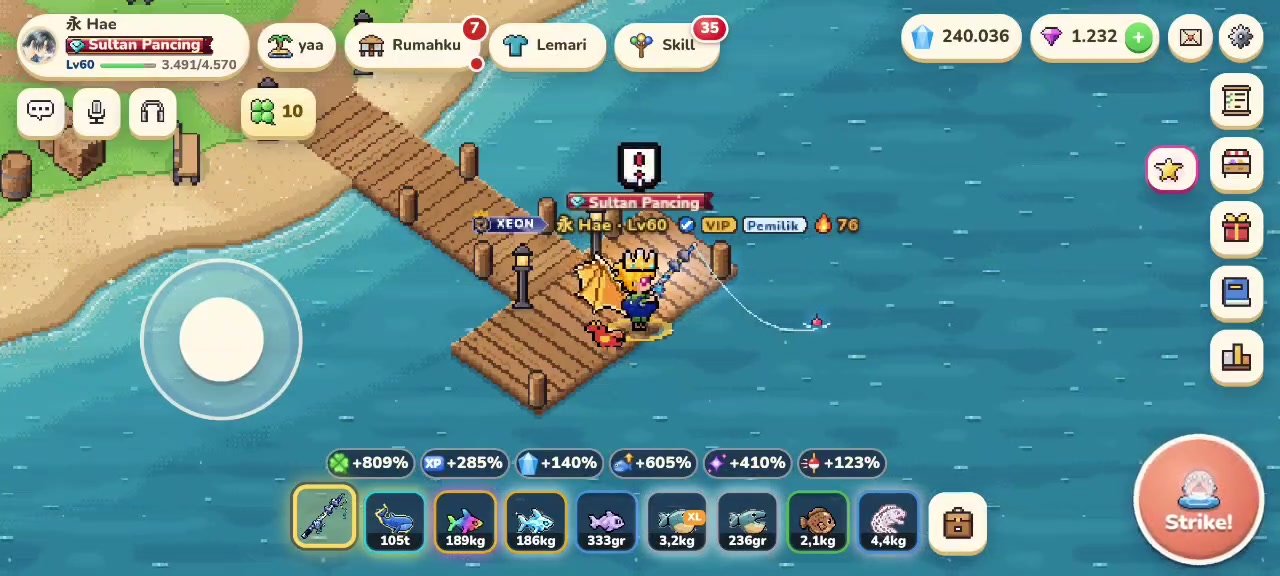 永 Hae
Sultan Pancing
Lv60 3.491/4.570
yaa
Rumahku
7
Lemari
Skill
35
240.036
1.232
10
Sultan Pancing
XEON 永 Hae · Lv60 VIP Pemilik 76
+809% XP +285% +140% +605% +410% +123%
105t
189kg
186kg
333gr
XL
3,2kg
236gr
2,1kg
4,4kg
Strike!